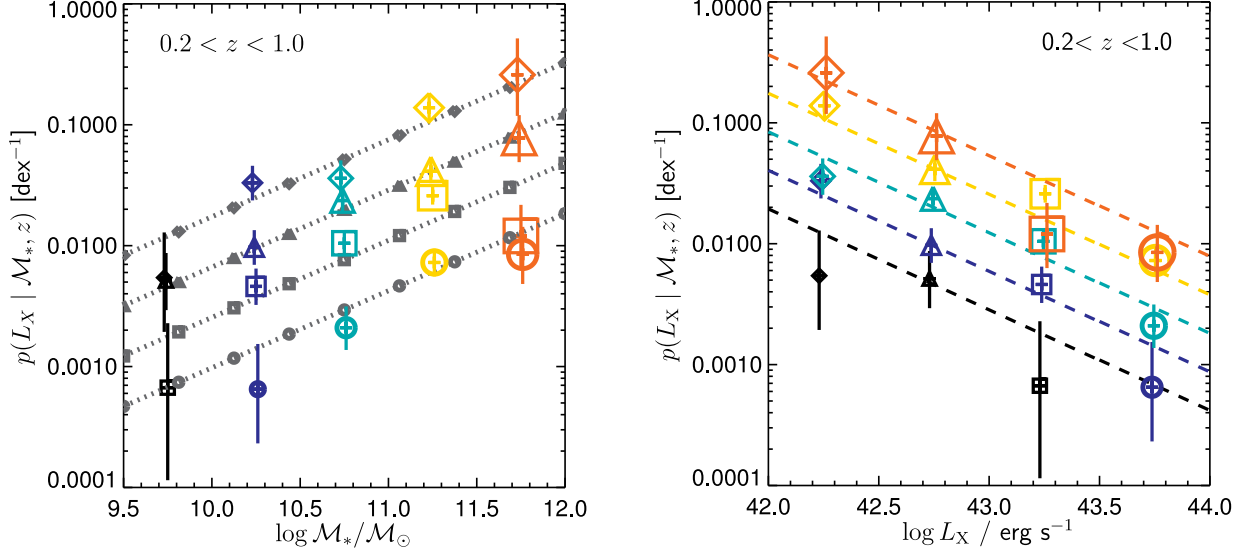 1.0000
0.1000
0.0100
0.0010
0.0001
p(L_X | ℳ_*, z) [dex⁻¹]
0.2 < z < 1.0
9.5 10.0 10.5 11.0 11.5 12.0
log ℳ_*/ℳ_⊙
1.0000
0.1000
0.0100
0.0010
0.0001
p(L_X | ℳ_*, z) [dex⁻¹]
0.2< z <1.0
42.0 42.5 43.0 43.5 44.0
log L_X / erg s⁻¹